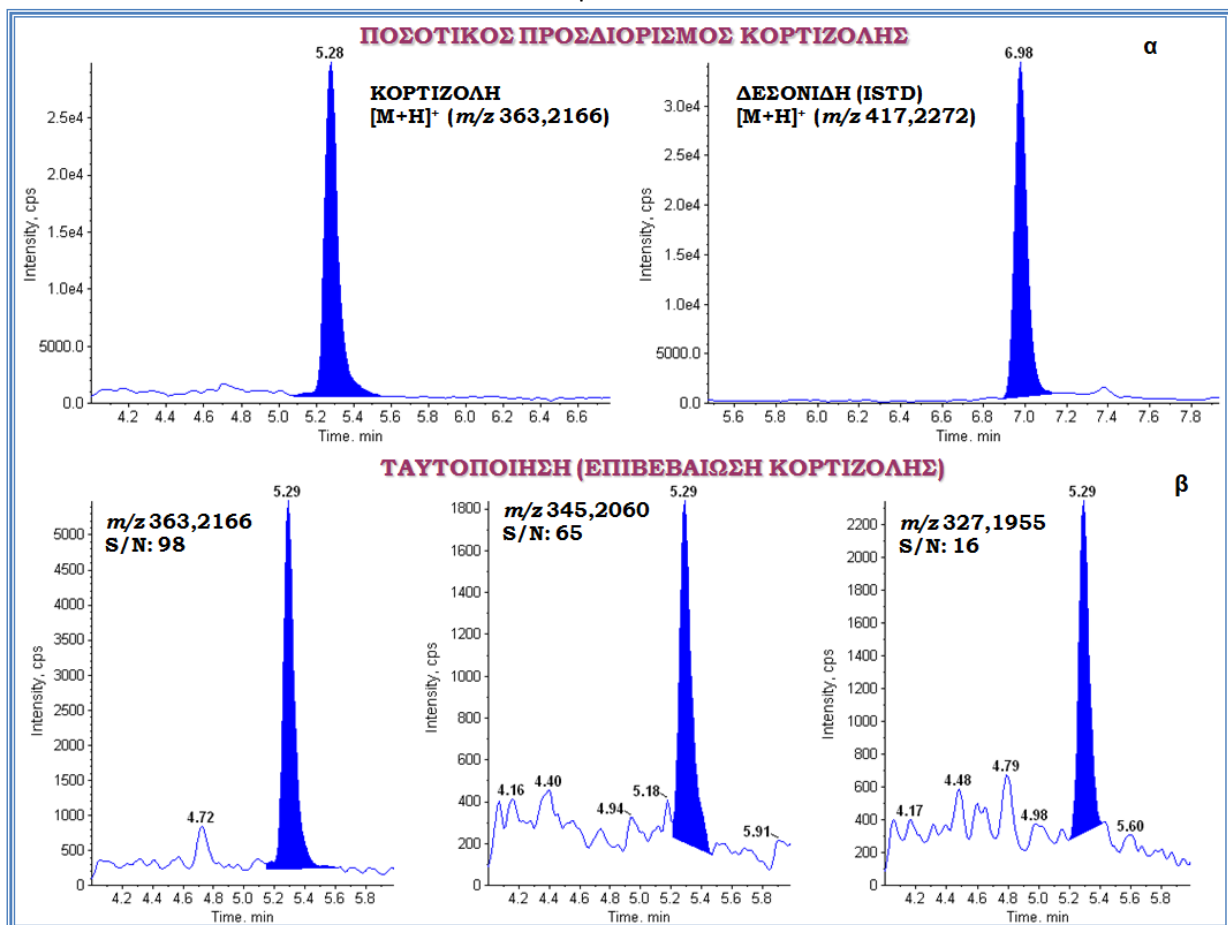 ΠΟΣΟΤΙΚΟΣ ΠΡΟΣΔΙΟΡΙΣΜΟΣ ΚΟΡΤΙΖΟΛΗΣ
α
5.28
ΚΟΡΤΙΖΟΛΗ
[M+H]⁺ (m/z 363,2166)
2.5e4
2.0e4
1.5e4
1.0e4
5000.0
0.0
Intensity, cps
4.2 4.4 4.6 4.8 5.0 5.2 5.4 5.6 5.8 6.0 6.2 6.4 6.6
Time. min
6.98
ΔΕΣΟΝΙΔΗ (ISTD)
[M+H]⁺ (m/z 417,2272)
3.0e4
2.5e4
2.0e4
1.5e4
1.0e4
5000.0
0.0
Intensity, cps
5.6 5.8 6.0 6.2 6.4 6.6 6.8 7.0 7.2 7.4 7.6 7.8
Time. min
ΤΑΥΤΟΠΟΙΗΣΗ (ΕΠΙΒΕΒΑΙΩΣΗ ΚΟΡΤΙΖΟΛΗΣ)
β
5.29
m/z 363,2166
S/N: 98
5000
4500
4000
3500
3000
2500
2000
1500
1000
500
0
Intensity, cps
4.72
4.2 4.4 4.6 4.8 5.0 5.2 5.4 5.6 5.8
Time. min
5.29
m/z 345,2060
S/N: 65
1800
1600
1400
1200
1000
800
600
400
200
0
Intensity, cps
4.16
4.40
4.94
5.18
5.91
4.2 4.4 4.6 4.8 5.0 5.2 5.4 5.6 5.8
Time. min
5.29
m/z 327,1955
S/N: 16
2200
2000
1800
1600
1400
1200
1000
800
600
400
200
0
Intensity, cps
4.17
4.48
4.79
4.98
5.60
4.2 4.4 4.6 4.8 5.0 5.2 5.4 5.6 5.8
Time. min